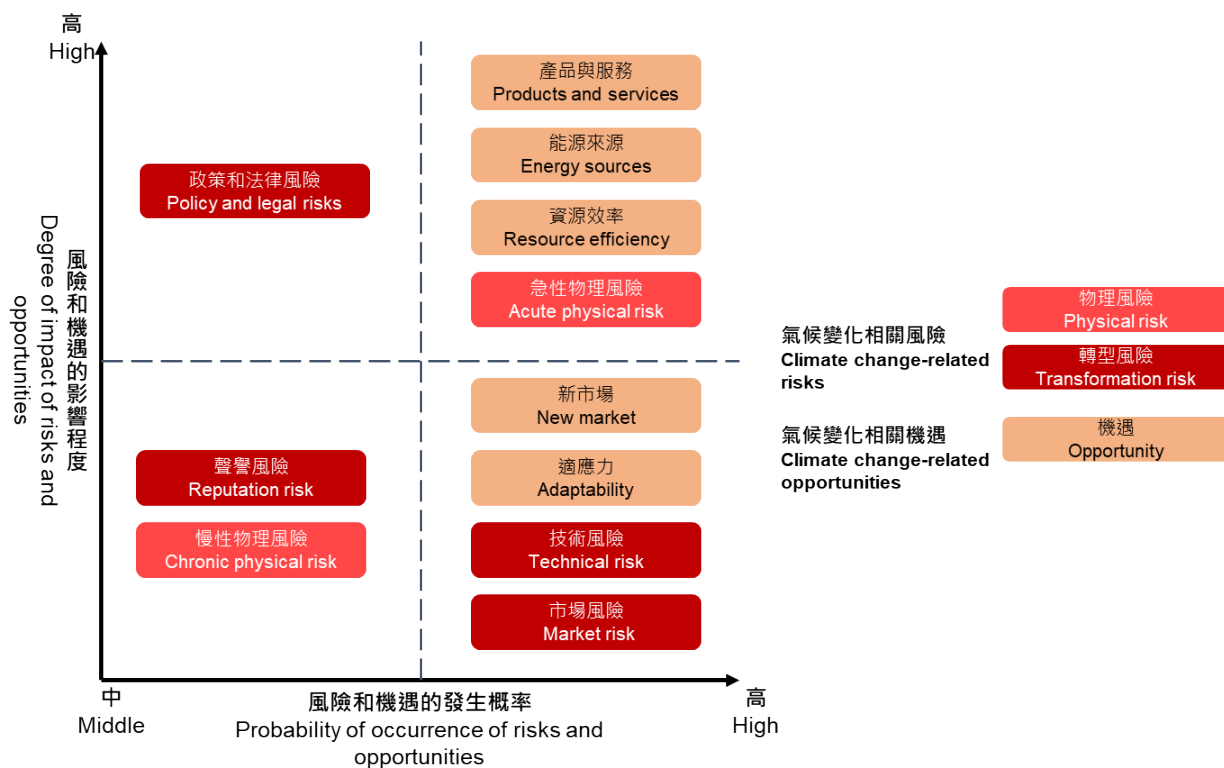 高
High
產品與服務
Products and services
能源來源
Energy sources
政策和法律風險
Policy and legal risks
資源效率
Resource efficiency
急性物理風險
Acute physical risk
風險和機遇的影響程度
Degree of impact of risks and
opportunities
新市場
New market
聲譽風險
Reputation risk
適應力
Adaptability
慢性物理風險
Chronic physical risk
技術風險
Technical risk
市場風險
Market risk
中
Middle
風險和機遇的發生概率
Probability of occurrence of risks and
opportunities
高
High
氣候變化相關風險
Climate change-related
risks
物理風險
Physical risk
轉型風險
Transformation risk
氣候變化相關機遇
Climate change-related
opportunities
機遇
Opportunity